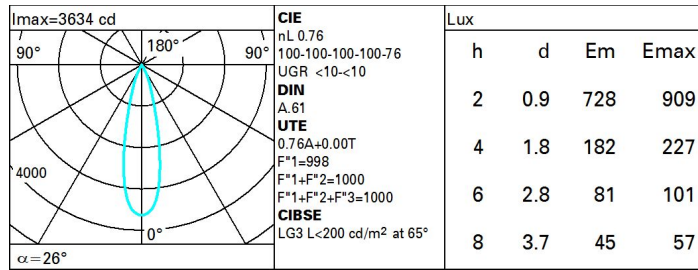 Imax=3634 cd
90°
180°
90°
4000
0°
α=26°
CIE
nL 0.76
100-100-100-100-76
UGR <10-<10
DIN
A.61
UTE
0.76A+0.00T
F"1=998
F"1+F"2=1000
F"1+F"2+F"3=1000
CIBSE
LG3 L<200 cd/m² at 65°
Lux
h d Em Emax
2 0.9 728 909
4 1.8 182 227
6 2.8 81 101
8 3.7 45 57